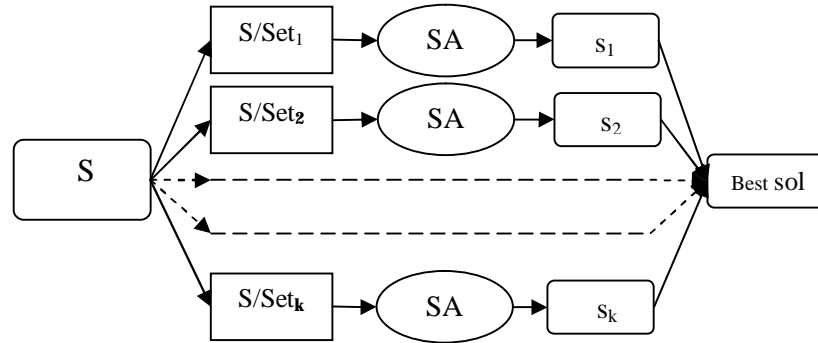 S/Set₁ SA s₁
S/Set₂ SA s₂
S
Best sol
S/Setₖ SA sₖ